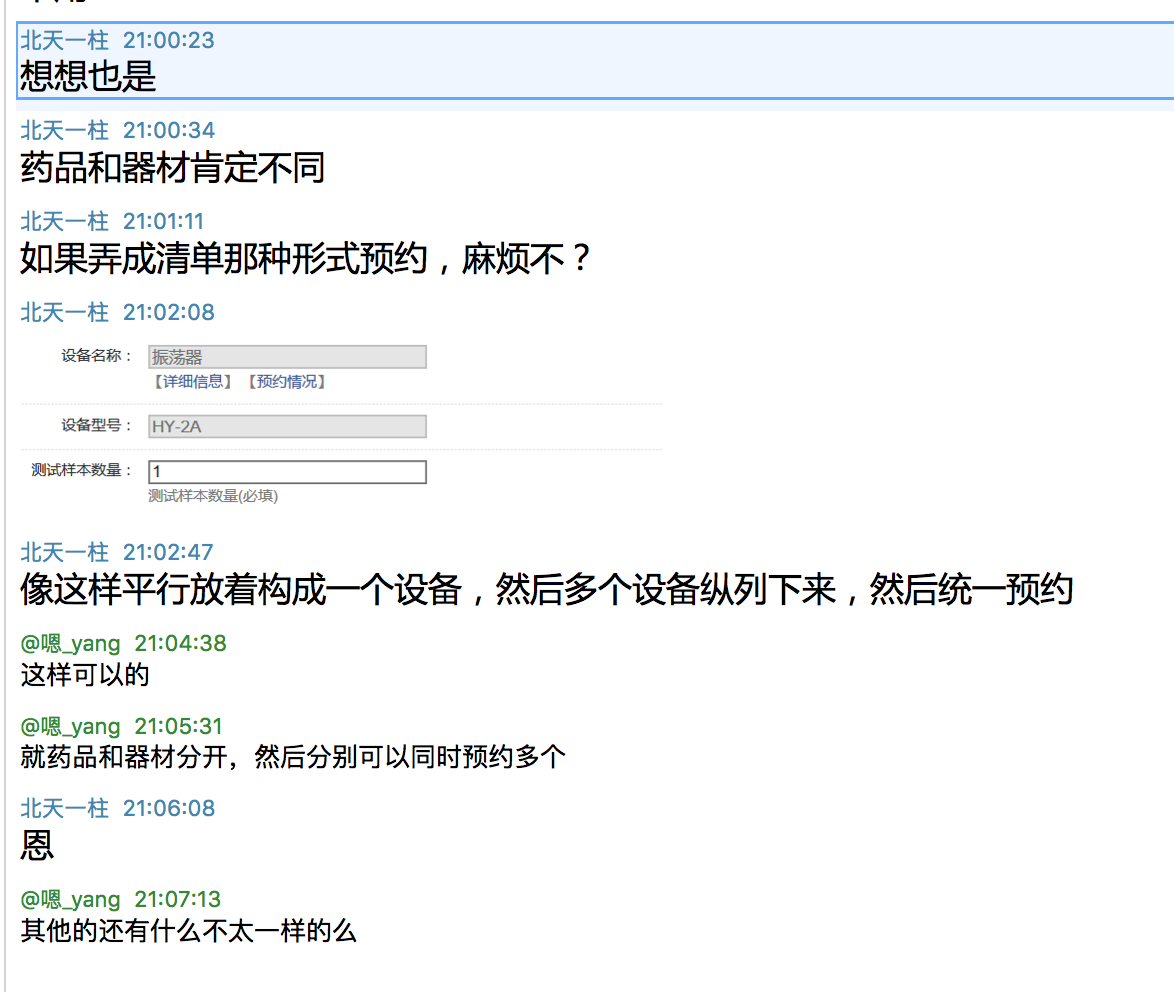 北天一柱 21:00:23
想想也是
北天一柱 21:00:34
药品和器材肯定不同
北天一柱 21:01:11
如果弄成清单那种形式预约，麻烦不？
北天一柱 21:02:08
设备名称： 振荡器
【详细信息】 【预约情况】
设备型号： HY-2A
测试样本数量： 1
测试样本数量(必填)
北天一柱 21:02:47
像这样平行放着构成一个设备，然后多个设备纵列下来，然后统一预约
@嗯_yang 21:04:38
这样可以的
@嗯_yang 21:05:31
就药品和器材分开，然后分别可以同时预约多个
北天一柱 21:06:08
恩
@嗯_yang 21:07:13
其他的还有什么不太一样的么